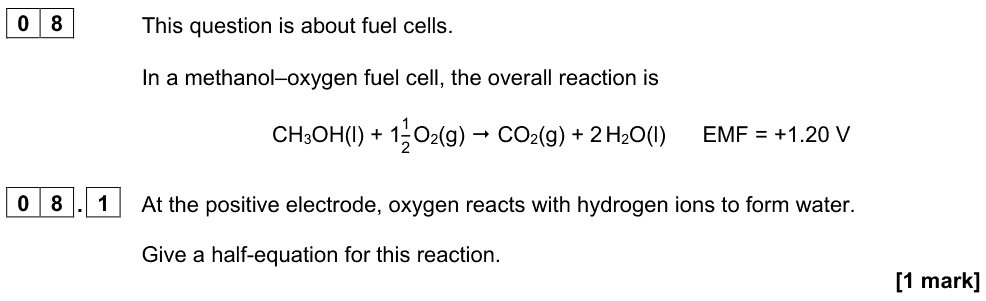 0 8 This question is about fuel cells.
In a methanol–oxygen fuel cell, the overall reaction is
CH₃OH(l) + 1½O₂(g) → CO₂(g) + 2H₂O(l) EMF = +1.20 V
0 8 . 1 At the positive electrode, oxygen reacts with hydrogen ions to form water.
Give a half-equation for this reaction.
[1 mark]